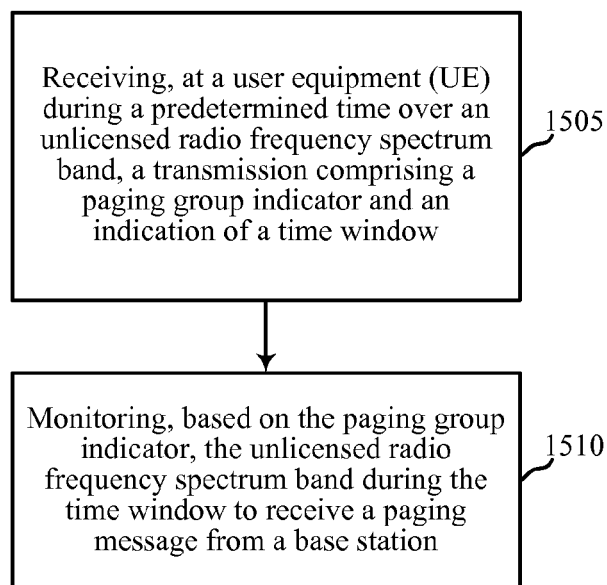 Receiving, at a user equipment (UE)
during a predetermined time over an
unlicensed radio frequency spectrum
band, a transmission comprising a
paging group indicator and an
indication of a time window
1505
Monitoring, based on the paging group
indicator, the unlicensed radio
frequency spectrum band during the
time window to receive a paging
message from a base station
1510